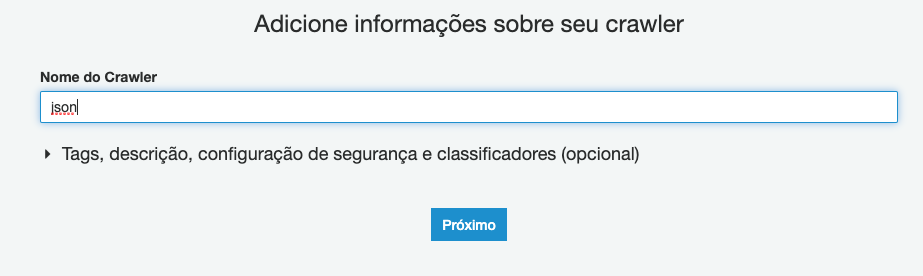 Adicione informações sobre seu crawler
Nome do Crawler
json
Tags, descrição, configuração de segurança e classificadores (opcional)
Próximo